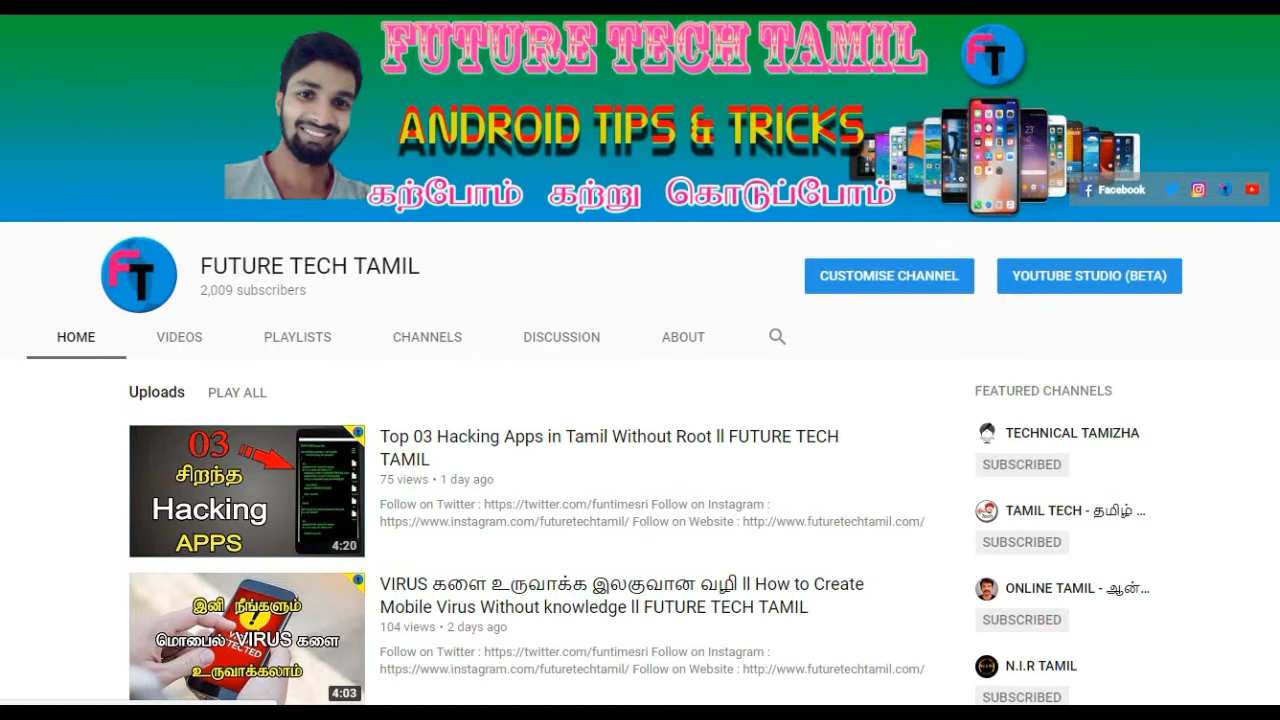 FUTURE TECH TAMIL
FT
ANDROID TIPS & TRICKS
கற்போம் கற்று கொடுப்போம்
Facebook
FT
FUTURE TECH TAMIL
2,009 subscribers
CUSTOMISE CHANNEL
YOUTUBE STUDIO (BETA)
HOME
VIDEOS
PLAYLISTS
CHANNELS
DISCUSSION
ABOUT
Uploads
PLAY ALL
03
சிறந்த
Hacking
APPS
4:20
Top 03 Hacking Apps in Tamil Without Root ll FUTURE TECH
TAMIL
75 views • 1 day ago
Follow on Twitter : https://twitter.com/funtimesri Follow on Instagram :
https://www.instagram.com/futuretechtamil/ Follow on Website : http://www.futuretechtamil.com/
இனி நீங்களும்
மொபைல் VIRUS களை
உருவாக்கலாம்
4:03
VIRUS களை உருவாக்க இலகுவான வழி ll How to Create
Mobile Virus Without knowledge ll FUTURE TECH TAMIL
104 views • 2 days ago
Follow on Twitter : https://twitter.com/funtimesri Follow on Instagram :
https://www.instagram.com/futuretechtamil/ Follow on Website : http://www.futuretechtamil.com/
FEATURED CHANNELS
TECHNICAL TAMIZHA
SUBSCRIBED
TAMIL TECH - தமிழ் ...
SUBSCRIBED
ONLINE TAMIL - ஆன்...
SUBSCRIBED
N.I.R TAMIL
SUBSCRIBED